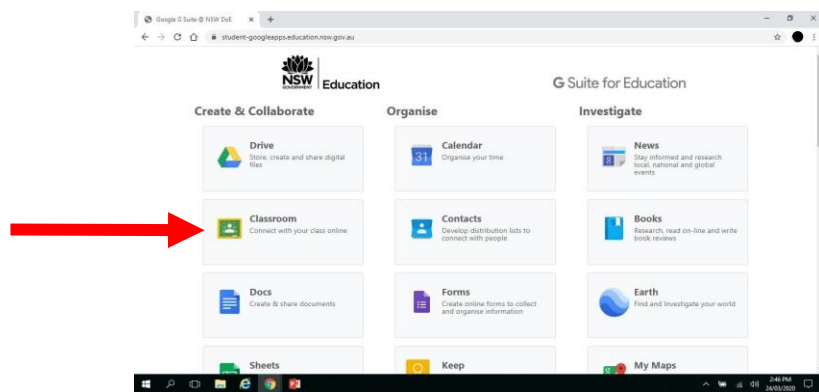 Google G Suite @ NSW DoE
student-googleapps.education.nsw.gov.au
NSW
GOVERNMENT
Education
G Suite for Education
Create & Collaborate
Organise
Investigate
Drive
Store, create and share digital
files
Calendar
31
Organise your time
News
Stay informed and research
local, national and global
events
Classroom
Connect with your class online
Contacts
Develop distribution lists to
connect with people
Books
Research, read on-line and write
book reviews
Docs
Create & share documents
Forms
Create online forms to collect
and organise information
Earth
Find and Investigate your world
Sheets
Keep
My Maps
2:46 PM
24/03/2020